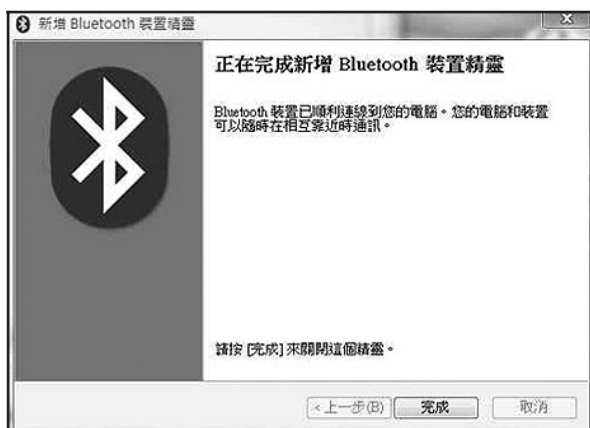 新增 Bluetooth 裝置精靈
正在完成新增 Bluetooth 裝置精靈
Bluetooth 裝置已順利連線到您的電腦。您的電腦和裝置
可以隨時在相互靠近時通訊。
請按 [完成] 來關閉這個精靈。
<上一步(B) 完成 取消